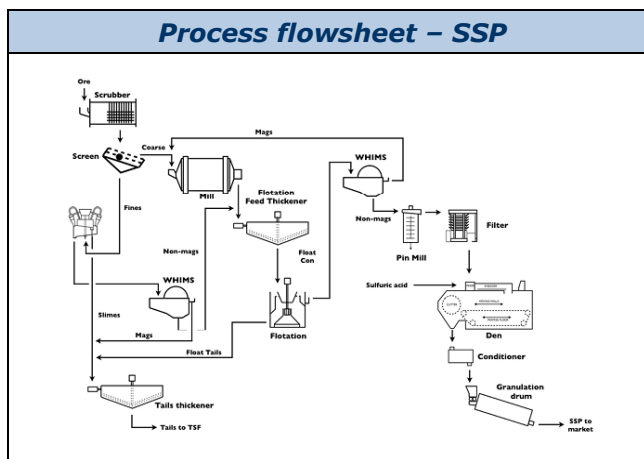 Process flowsheet – SSP
Ore
Scrubber
Screen
Coarse
Mags
Mill
WHIMS
Flotation
Feed Thickener
Fines
Non-mags
Non-mags
Pin Mill
Filter
Float
Con
WHIMS
Sulfuric acid
Slimes
Mags
Float Tails
Flotation
Den
Conditioner
Granulation
drum
Tails thickener
Tails to TSF
SSP to
market